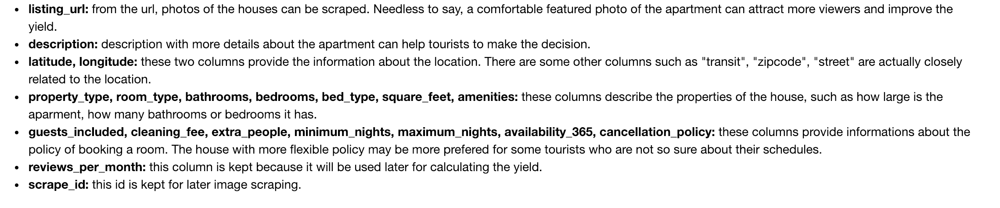 • listing_url: from the url, photos of the houses can be scraped. Needless to say, a comfortable featured photo of the apartment can attract more viewers and improve the
yield.
• description: description with more details about the apartment can help tourists to make the decision.
• latitude, longitude: these two columns provide the information about the location. There are some other columns such as "transit", "zipcode", "street" are actually closely
related to the location.
• property_type, room_type, bathrooms, bedrooms, bed_type, square_feet, amenities: these columns describe the properties of the house, such as how large is the
aparment, how many bathrooms or bedrooms it has.
• guests_included, cleaning_fee, extra_people, minimum_nights, maximum_nights, availability_365, cancellation_policy: these columns provide informations about the
policy of booking a room. The house with more flexible policy may be more prefered for some tourists who are not so sure about their schedules.
• reviews_per_month: this column is kept because it will be used later for calculating the yield.
• scrape_id: this id is kept for later image scraping.